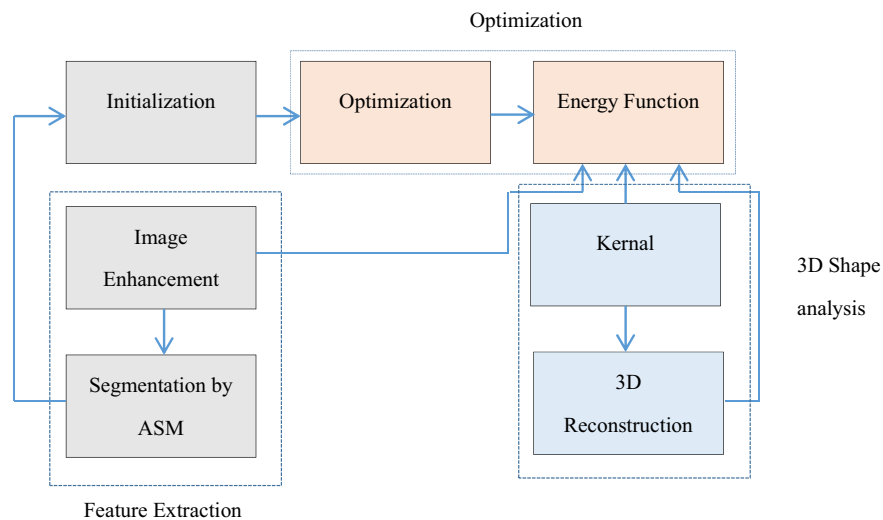 Optimization
Initialization
Optimization
Energy Function
Image
Enhancement
Kernal
3D Shape
analysis
Segmentation by
ASM
3D
Reconstruction
Feature Extraction